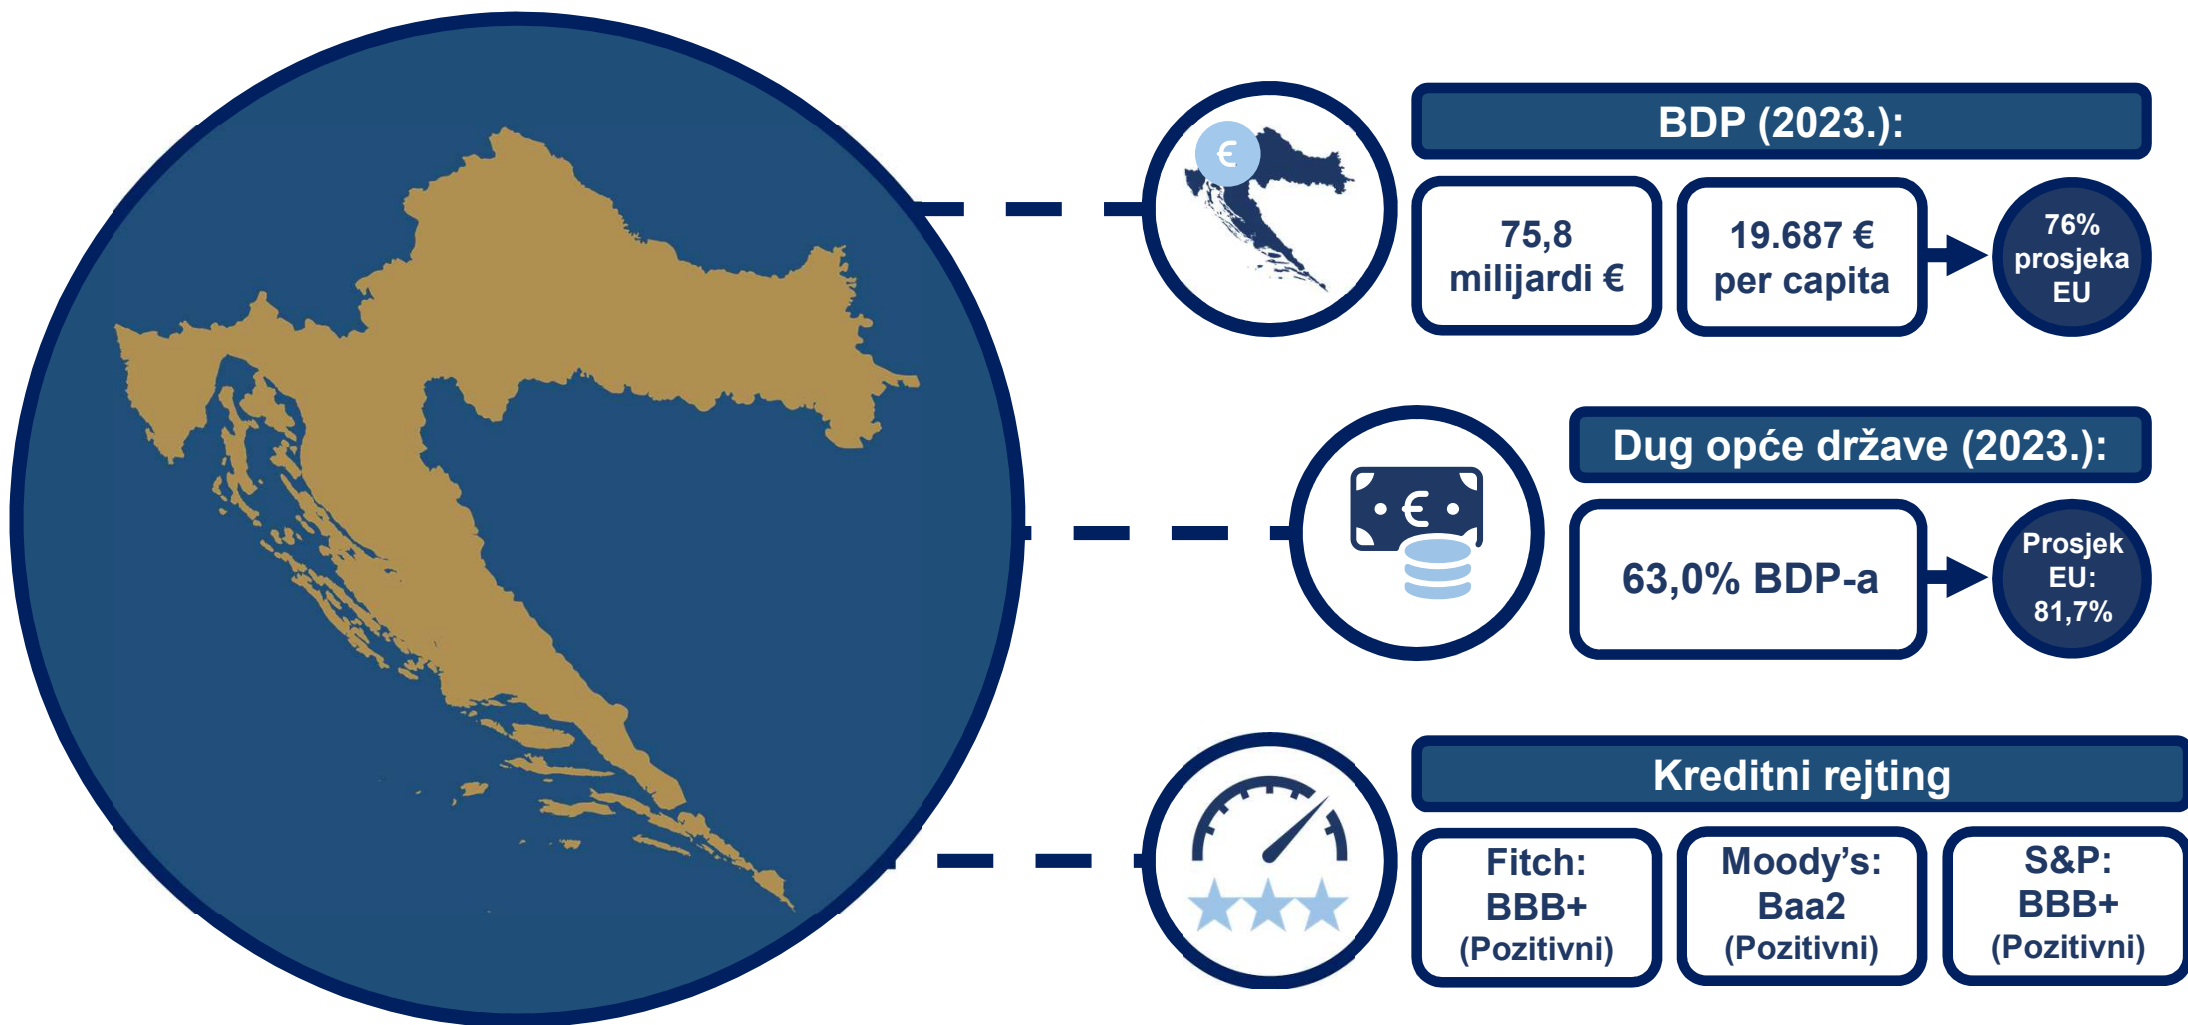 BDP (2023.):
€
75,8
milijardi €
19.687 €
per capita
76%
prosjeka
EU
Dug opće države (2023.):
€
63,0% BDP-a
Prosjek
EU:
81,7%
Kreditni rejting
Fitch:
BBB+
(Pozitivni)
Moody’s:
Baa2
(Pozitivni)
S&P:
BBB+
(Pozitivni)